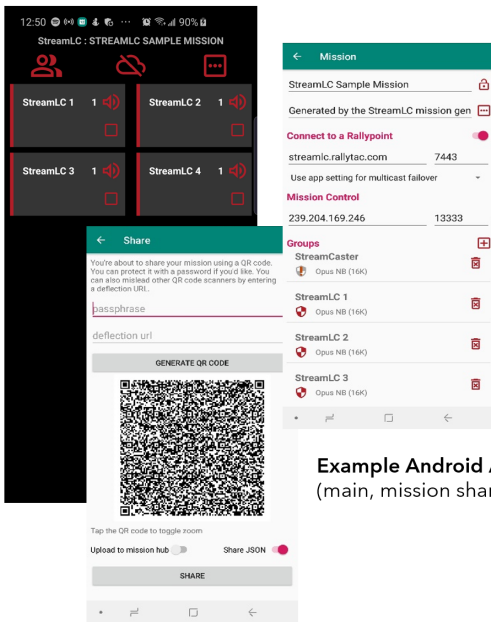 12:50
90%
StreamLC : STREAMLC SAMPLE MISSION
StreamLC 1 1
StreamLC 2 1
StreamLC 3 1
StreamLC 4 1
Mission
StreamLC Sample Mission
Generated by the StreamLC mission gen
Connect to a Rallypoint
streamlc.rallytac.com 7443
Use app setting for multicast failover
Mission Control
239.204.169.246 13333
Groups
StreamCaster
Opus NB (16K)
StreamLC 1
Opus NB (16K)
StreamLC 2
Opus NB (16K)
StreamLC 3
Opus NB (16K)
Share
You're about to share your mission using a QR code.
You can protect it with a password if you'd like. You
can also mislead other QR code scanners by entering
a deflection URL.
passphrase
deflection url
GENERATE QR CODE
Tap the QR code to toggle zoom
Upload to mission hub Share JSON
SHARE
Example Android
(main, mission shar